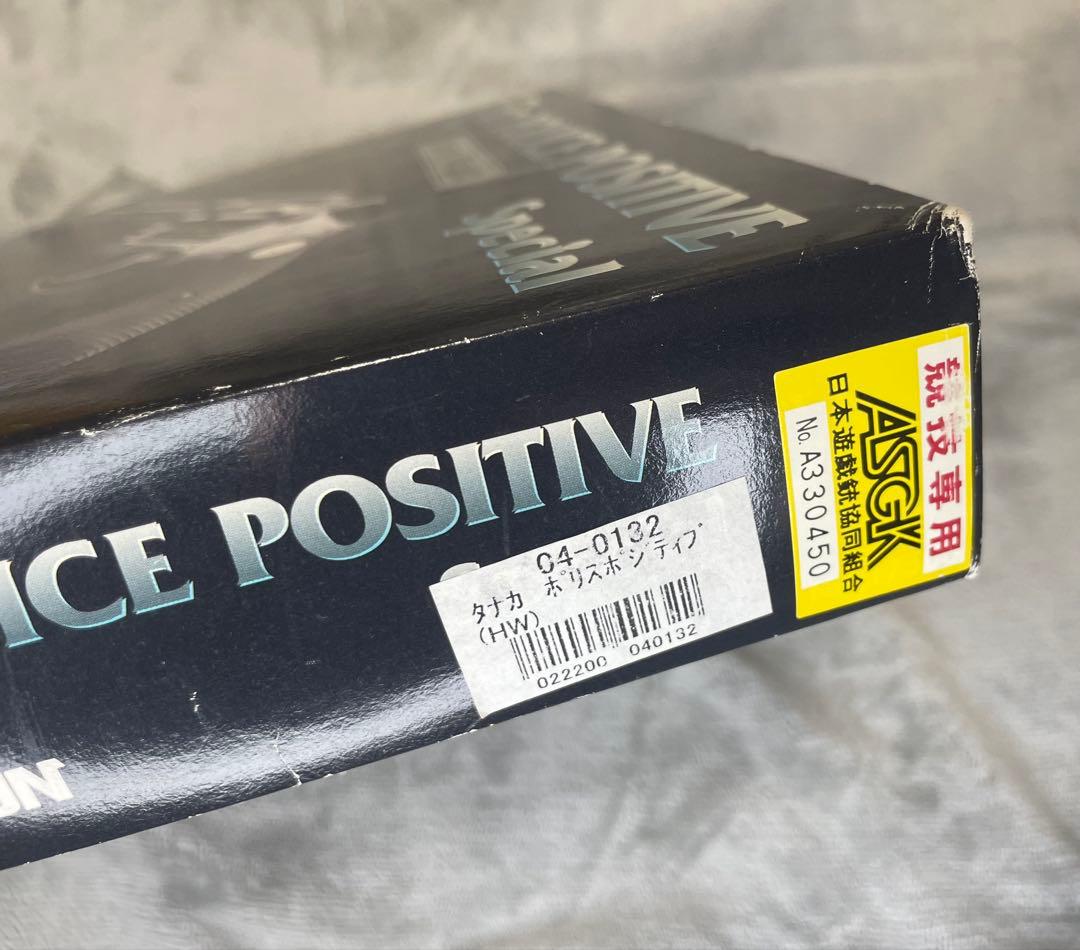 POSITIVE
Special
ICE POSITIVE
04-0132
タナカ ポリスポジティブ
(HW)
022200 040132
競技専用
ASGK
日本遊戯銃協同組合
No.A330450